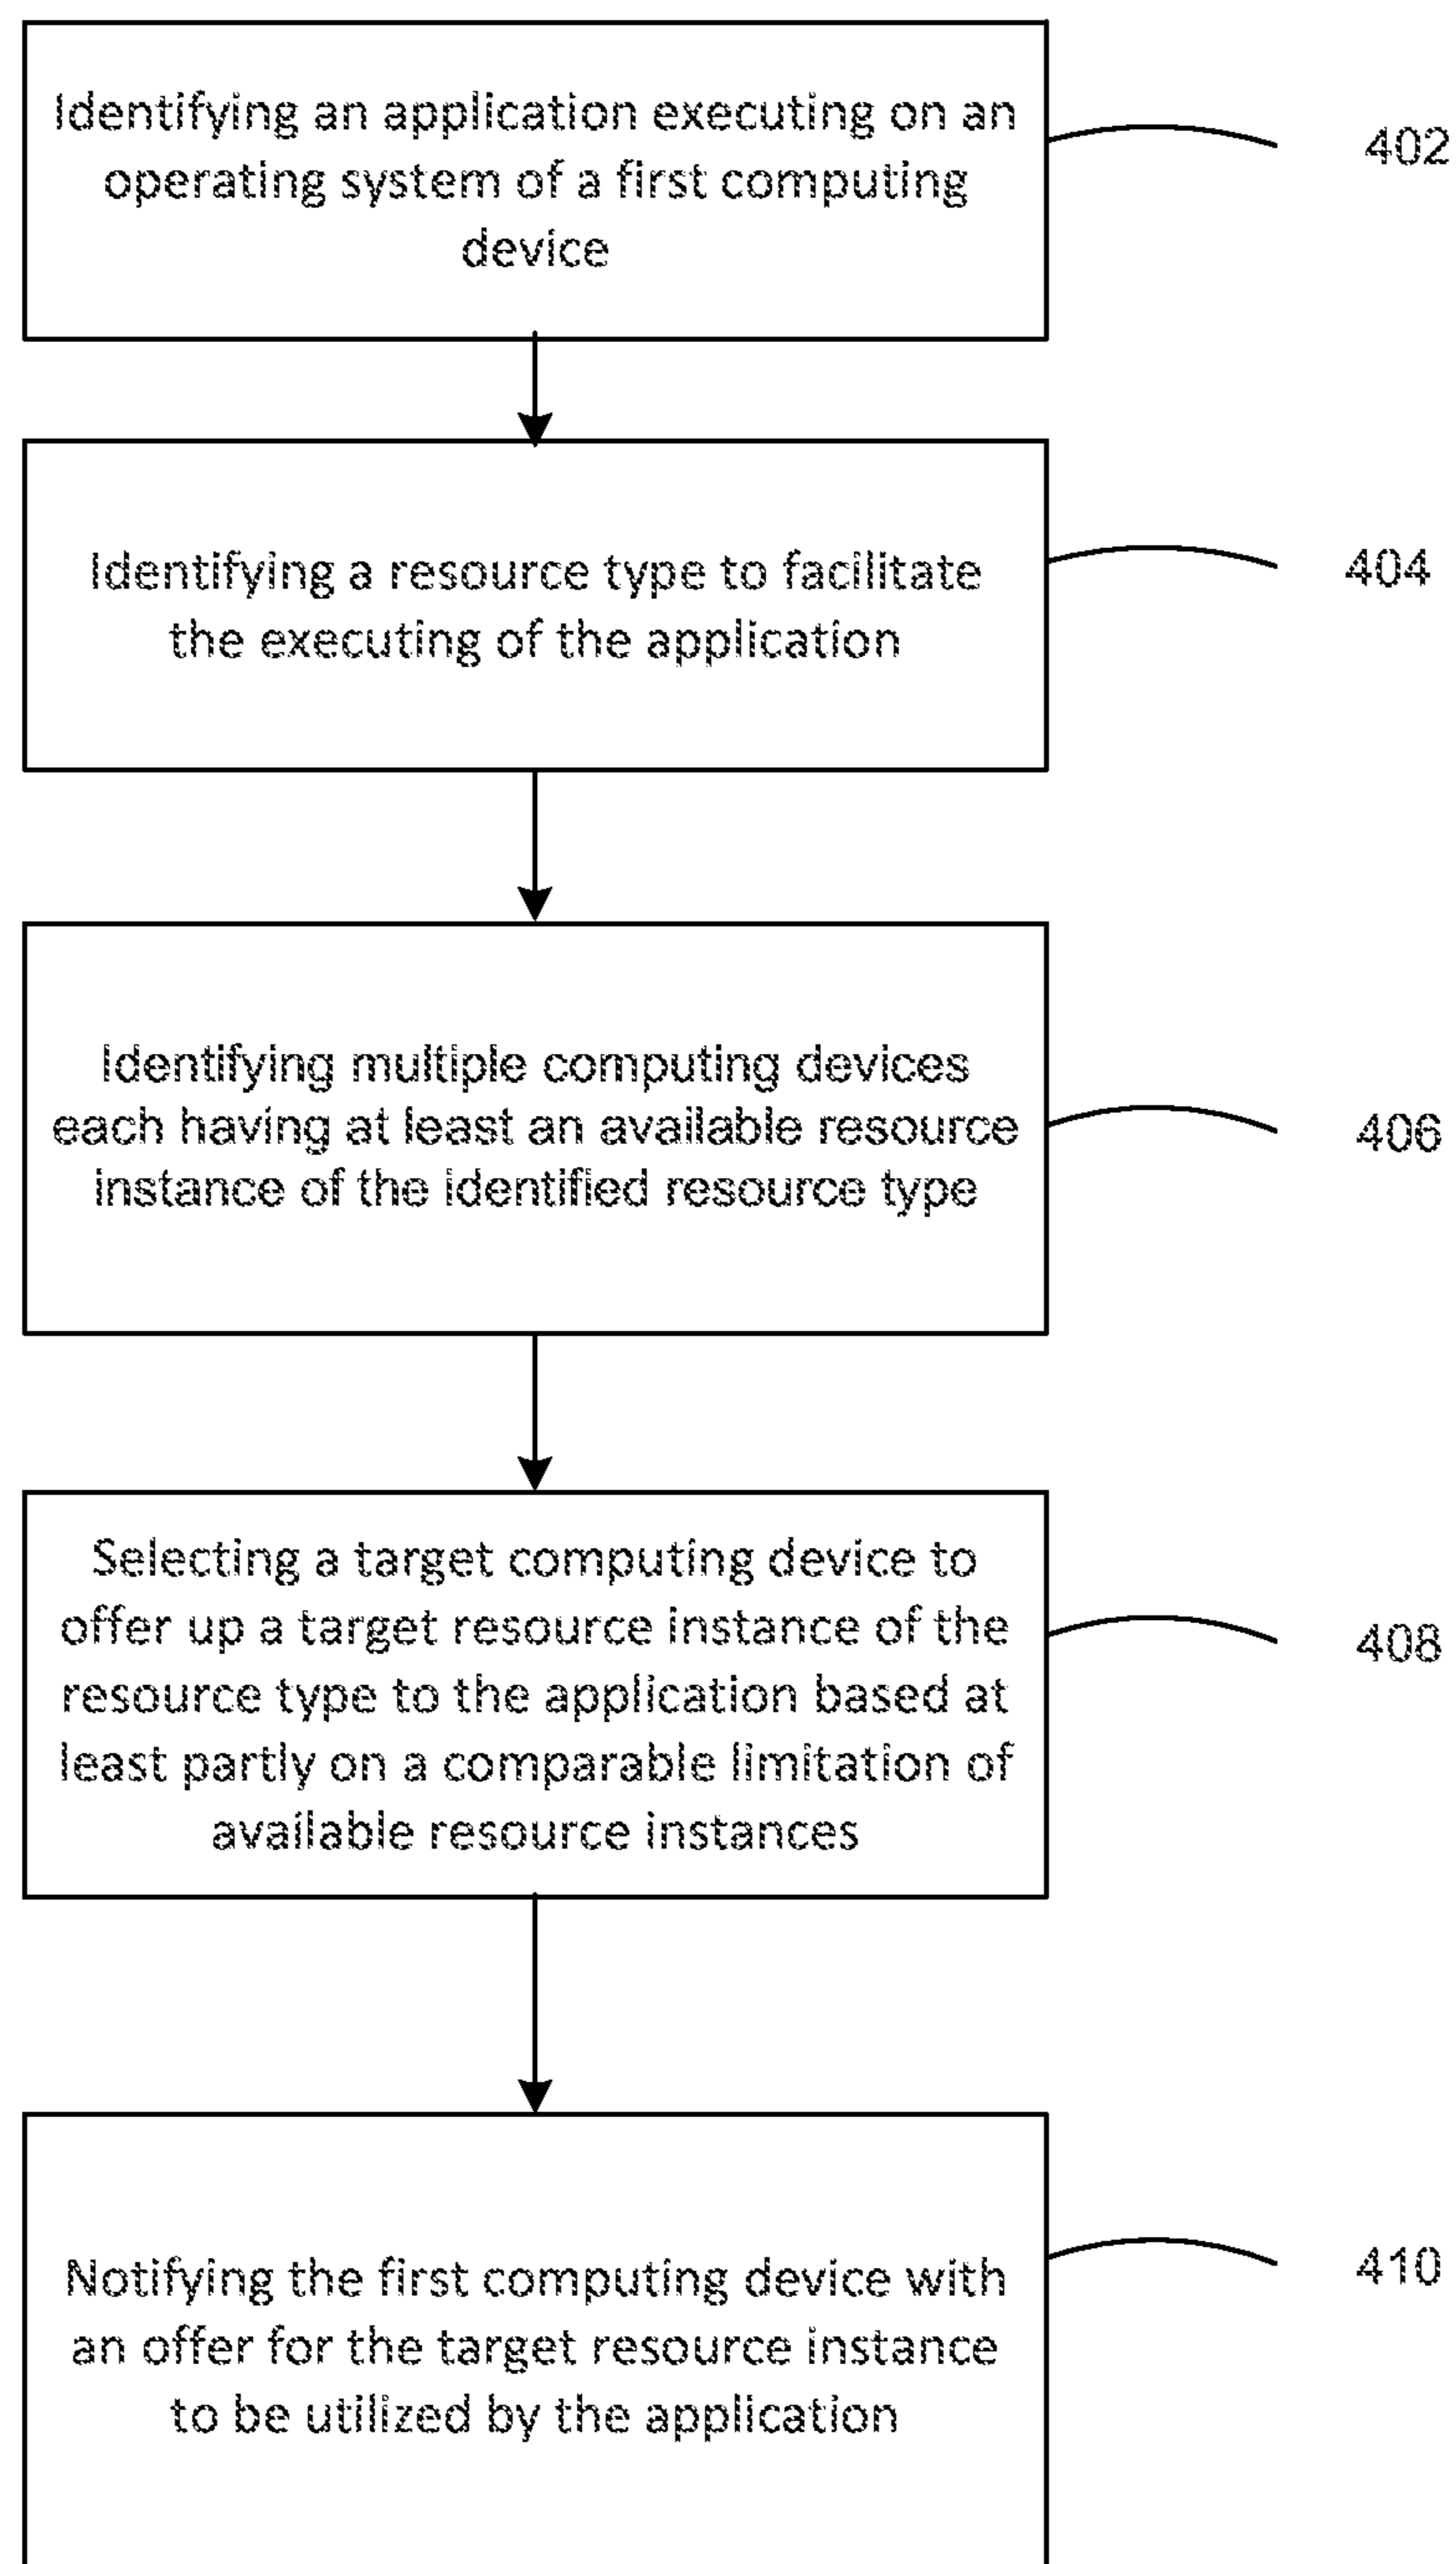 Identifying an application executing on an
operating system of a first computing
device
402
Identifying a resource type to facilitate
the executing of the application
404
Identifying multiple computing devices
each having at least an available resource
instance of the identified resource type
406
Selecting a target computing device to
offer up a target resource instance of the
resource type to the application based at
least partly on a comparable limitation of
available resource instances
408
Notifying the first computing device with
an offer for the target resource instance
to be utilized by the application
410